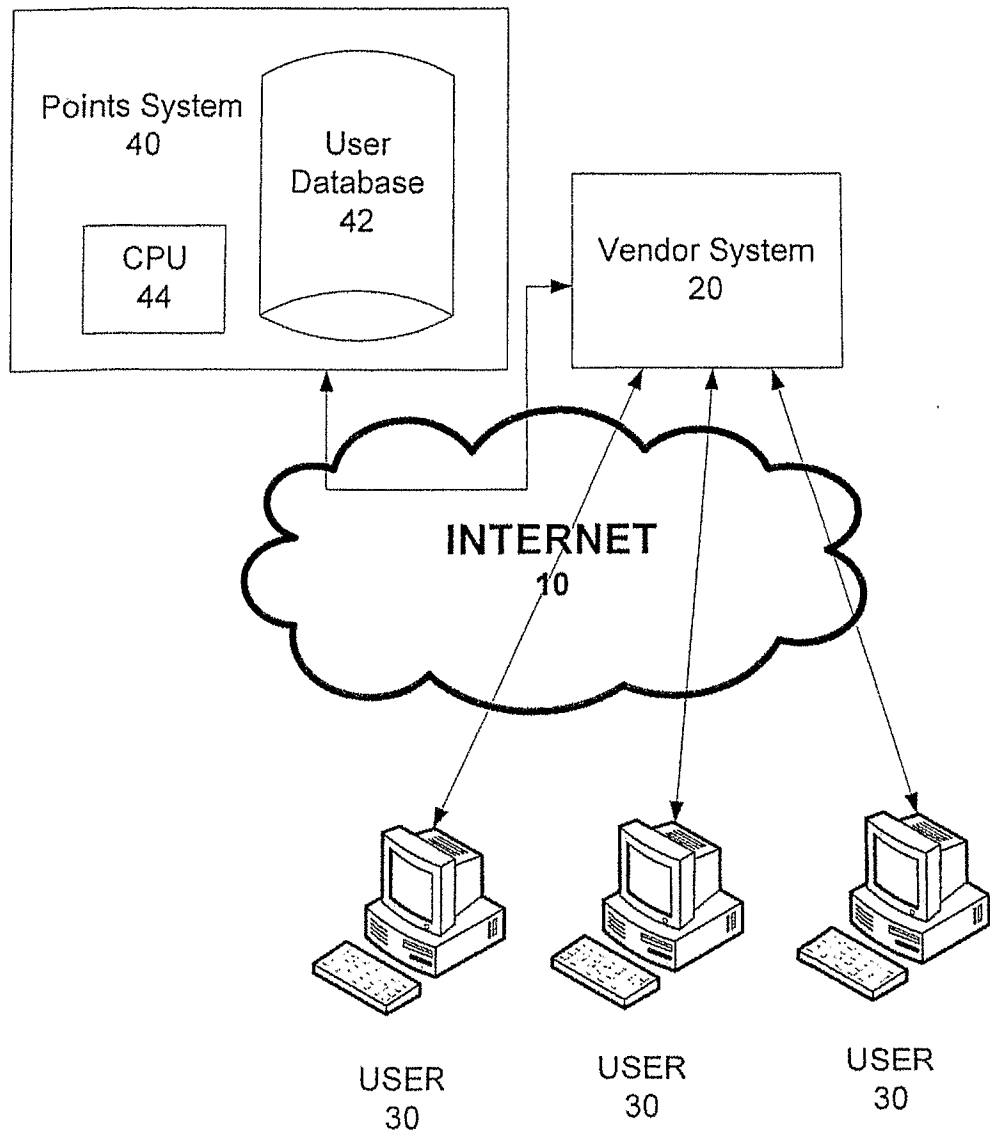 Points System
40
User
Database
42
CPU
44
Vendor System
20
INTERNET
10
USER
30
USER
30
USER
30